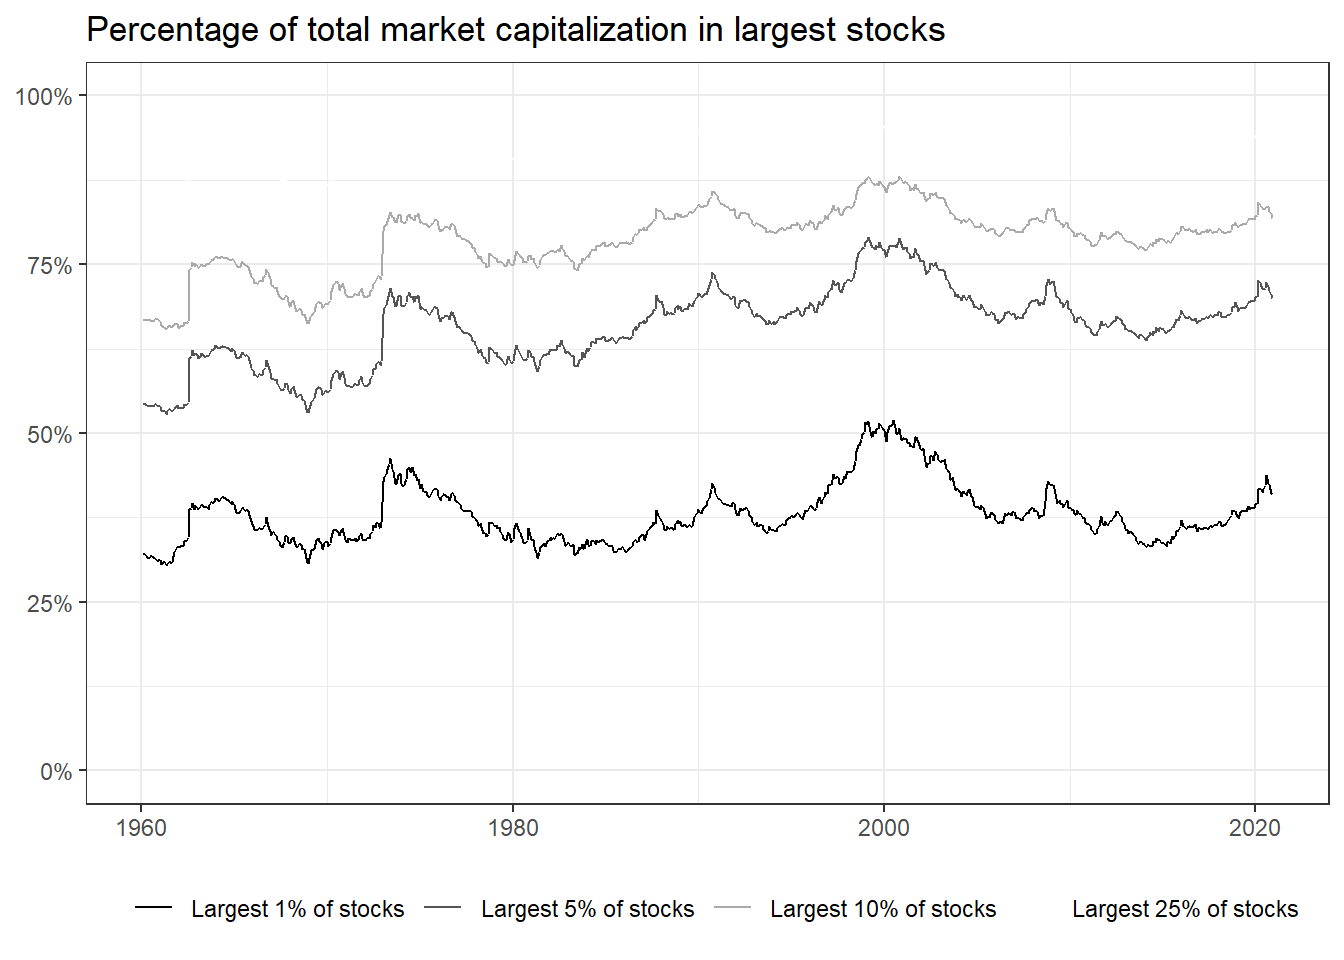 Percentage of total market capitalization in largest stocks
100%
75%
50%
25%
0%
1960 1980 2000 2020
Largest 1% of stocks Largest 5% of stocks Largest 10% of stocks Largest 25% of stocks